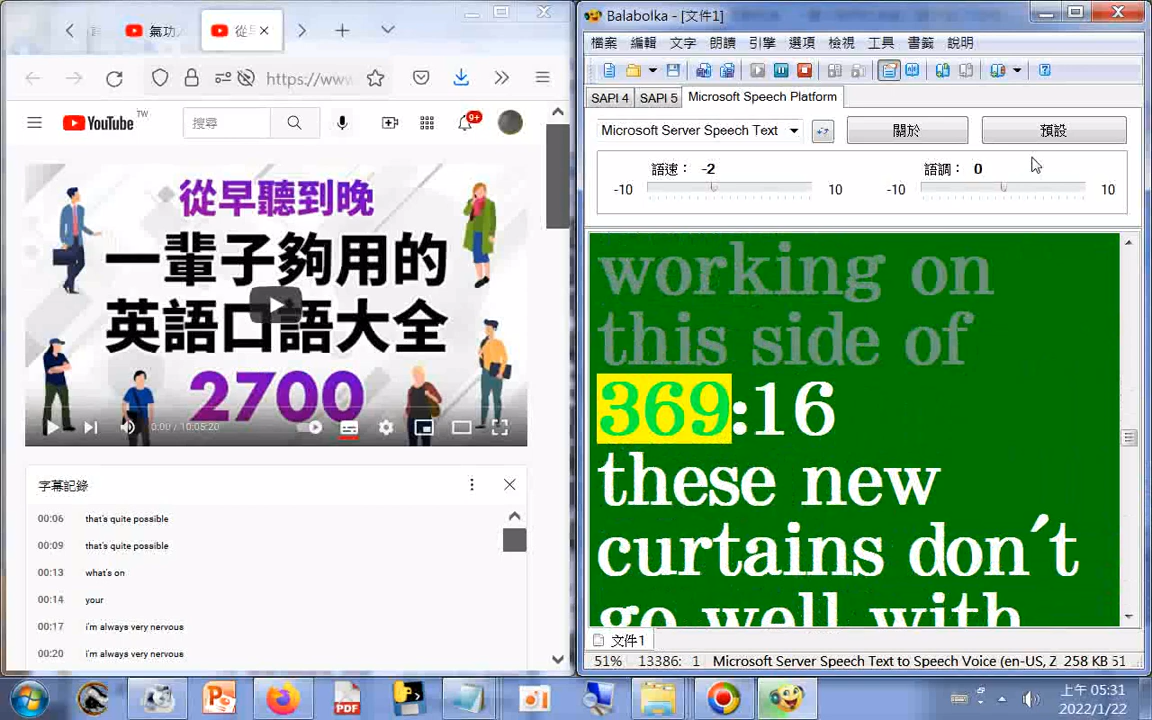 氣功
從
https://www
YouTube TW
搜尋
9+
從早聽到晚
一輩子夠用的
英語口語大全
2700
0:00 / 10:05:20
字幕記錄
00:06 that's quite possible
00:09 that's quite possible
00:13 what's on
00:14 your
00:17 i'm always very nervous
00:20 i'm always very nervous
Balabolka - [文件1]
檔案 編輯 文字 朗讀 引擎 選項 檢視 工具 書籤 說明
SAPI 4 SAPI 5 Microsoft Speech Platform
Microsoft Server Speech Text 關於 預設
語速： -2 語調： 0
-10 10 -10 10
working on
this side of
369:16
these new
curtains don't
go well with
文件1
51% 13386: 1 Microsoft Server Speech Text to Speech Voice (en-US, Z 258 KB 51
PDF
上午 05:31
2022/1/22